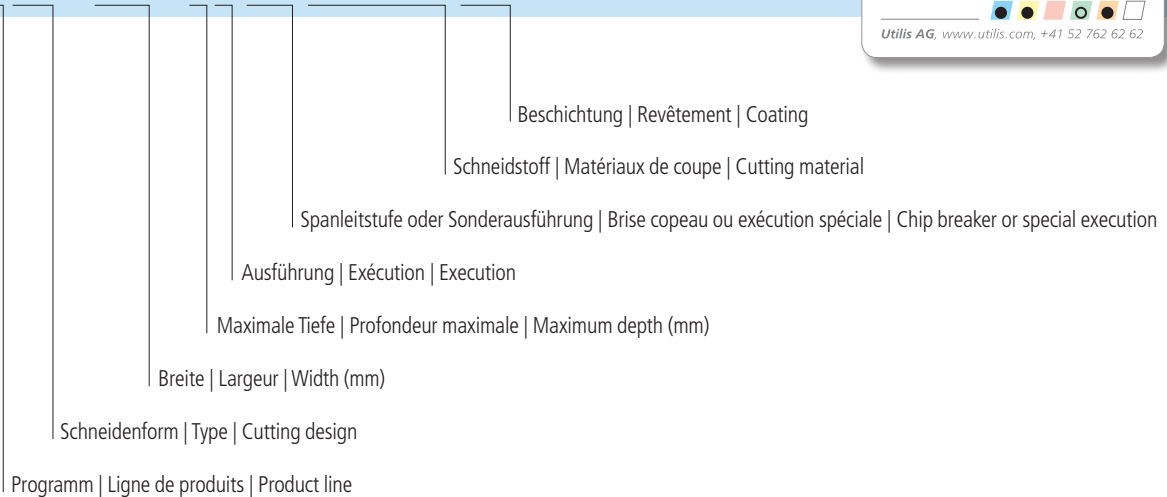 Utilis AG, www.utilis.com, +41 52 762 62 62
Beschichtung | Revêtement | Coating
Schneidstoff | Matériaux de coupe | Cutting material
Spanleitstufe oder Sonderausführung | Brise copeau ou exécution spéciale | Chip breaker or special execution
Ausführung | Exécution | Execution
Maximale Tiefe | Profondeur maximale | Maximum depth (mm)
Breite | Largeur | Width (mm)
Schneidenform | Type | Cutting design
Programm | Ligne de produits | Product line